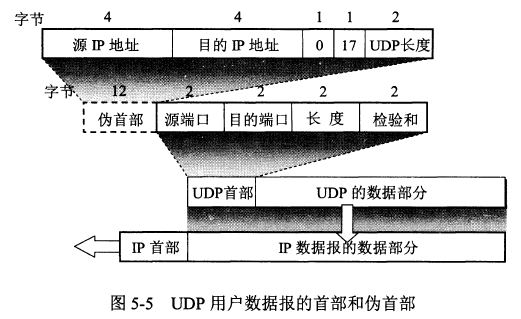 字节 4 4 1 1 2
源 IP 地址 目的 IP 地址 0 17 UDP长度
字节 12 2 2 2 2
伪首部 源端口 目的端口 长 度 检验和
UDP首部 UDP 的数据部分
IP 首部 IP 数据报的数据部分
图 5-5 UDP 用户数据报的首部和伪首部